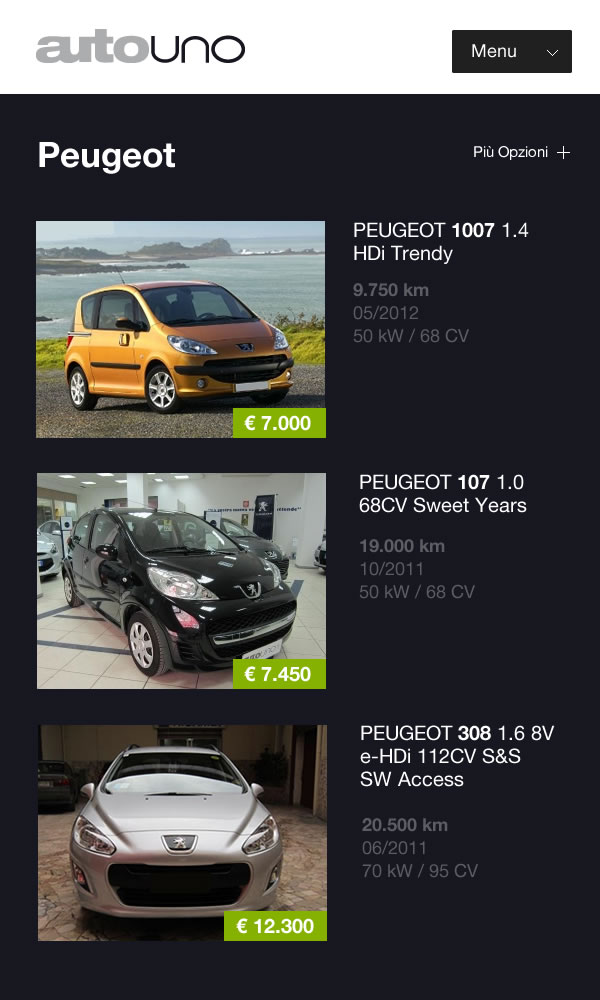 autouno
Menu
Peugeot
Più Opzioni
PEUGEOT 1007 1.4
HDi Trendy
9.750 km
05/2012
50 kW / 68 CV
€ 7.000
PEUGEOT 107 1.0
68CV Sweet Years
19.000 km
10/2011
50 kW / 68 CV
€ 7.450
PEUGEOT 308 1.6 8V
e-HDi 112CV S&S
SW Access
20.500 km
06/2011
70 kW / 95 CV
€ 12.300